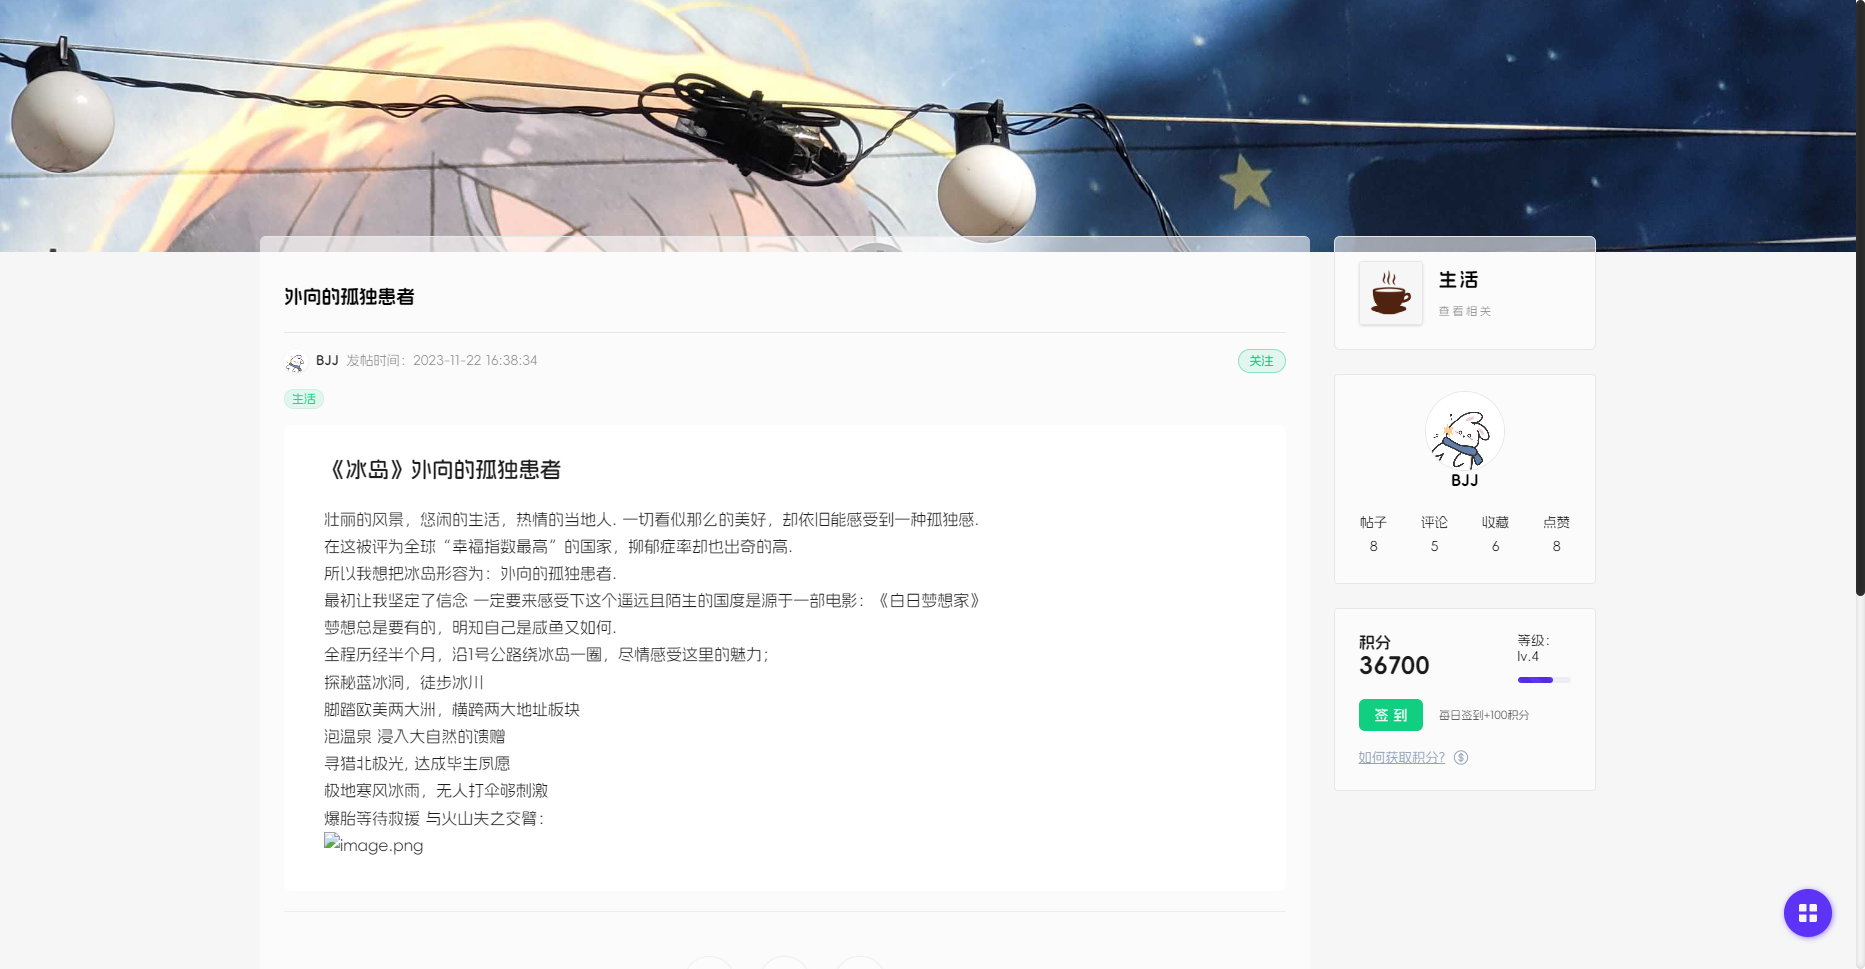 外向的孤独患者
BJJ 发帖时间：2023-11-22 16:38:34
关注
生活
《冰岛》外向的孤独患者
壮丽的风景，悠闲的生活，热情的当地人. 一切看似那么的美好，却依旧能感受到一种孤独感.
在这被评为全球“幸福指数最高”的国家，抑郁症率却也出奇的高.
所以我想把冰岛形容为：外向的孤独患者.
最初让我坚定了信念 一定要来感受下这个遥远且陌生的国度是源于一部电影：《白日梦想家》
梦想总是要有的，明知自己是咸鱼又如何.
全程历经半个月，沿1号公路绕冰岛一圈，尽情感受这里的魅力；
探秘蓝冰洞，徒步冰川
脚踏欧美两大洲，横跨两大地址板块
泡温泉 浸入大自然的馈赠
寻猎北极光, 达成毕生夙愿
极地寒风冰雨，无人打伞够刺激
爆胎等待救援 与火山失之交臂：
image.png
生活
查看相关
BJJ
帖子 评论 收藏 点赞
8 5 6 8
积分
36700
等级：
lv.4
签 到
每日签到+100积分
如何获取积分?